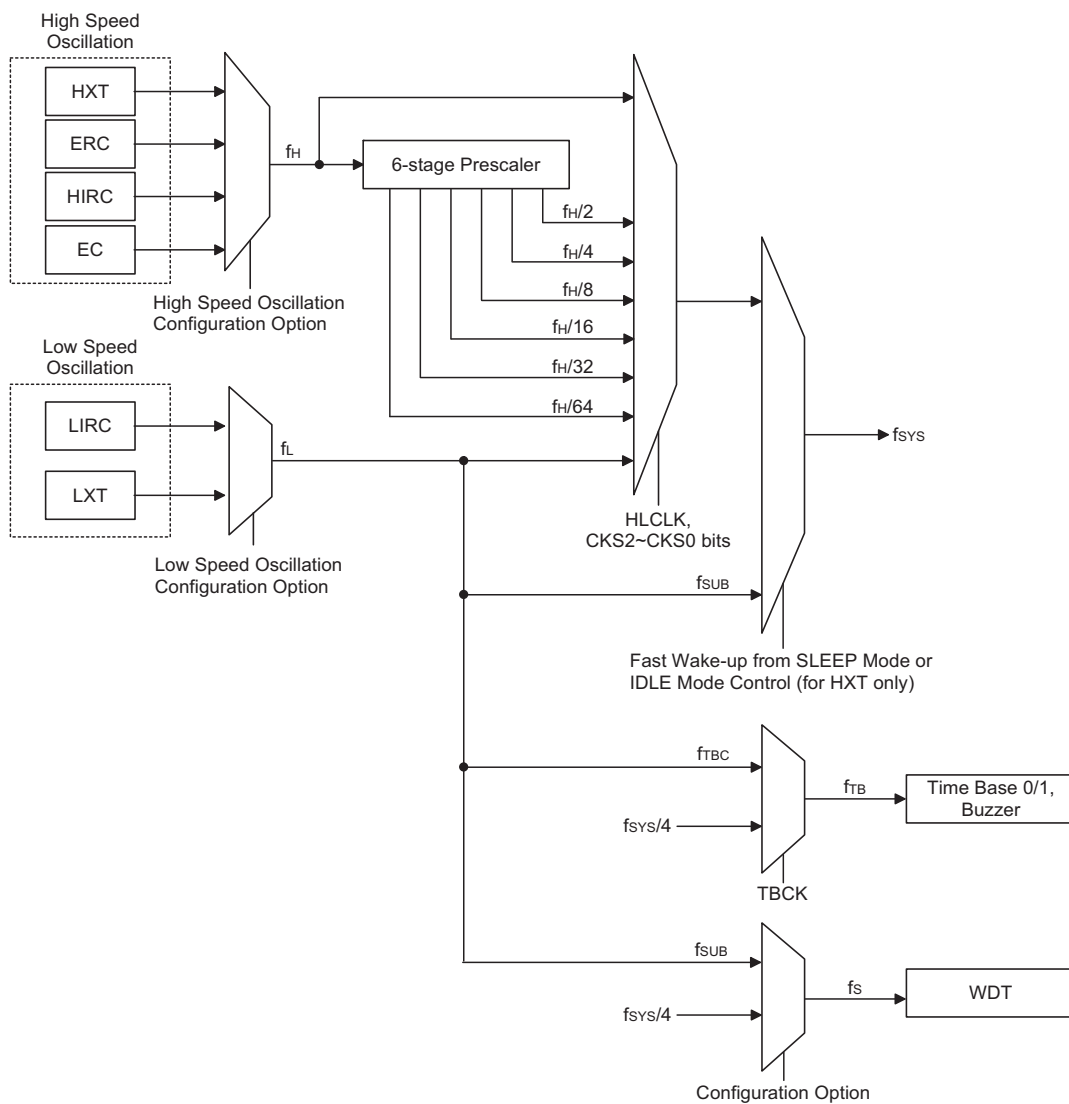 High Speed
Oscillation
HXT
ERC
HIRC
EC
fH
6-stage Prescaler
fH/2
fH/4
fH/8
fH/16
fH/32
fH/64
High Speed Oscillation
Configuration Option
Low Speed
Oscillation
LIRC
LXT
fL
Low Speed Oscillation
Configuration Option
HLCLK,
CKS2~CKS0 bits
fSYS
fSUB
Fast Wake-up from SLEEP Mode or
IDLE Mode Control (for HXT only)
fTBC
fSYS/4
fTB
Time Base 0/1,
Buzzer
TBCK
fSUB
fSYS/4
fS
WDT
Configuration Option